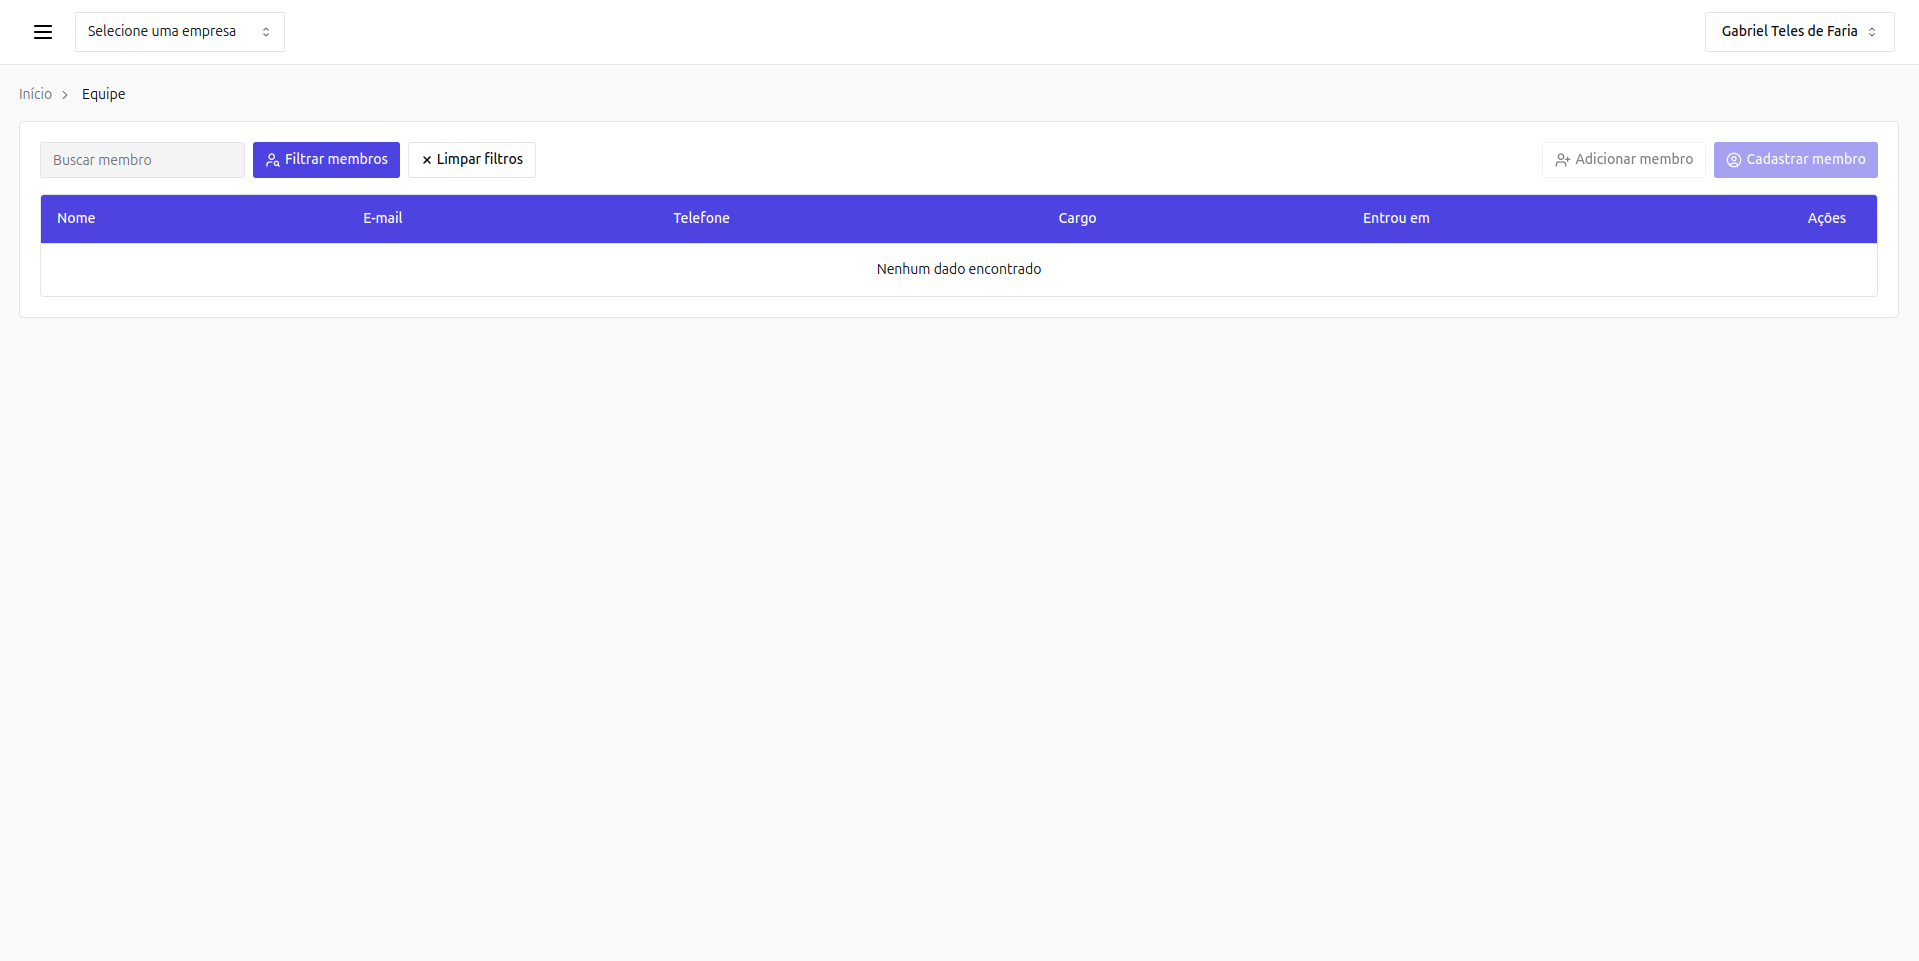 Selecione uma empresa
Gabriel Teles de Faria
Início
Equipe
Buscar membro
Filtrar membros
Limpar filtros
Adicionar membro
Cadastrar membro
Nome E-mail Telefone Cargo Entrou em Ações
Nenhum dado encontrado